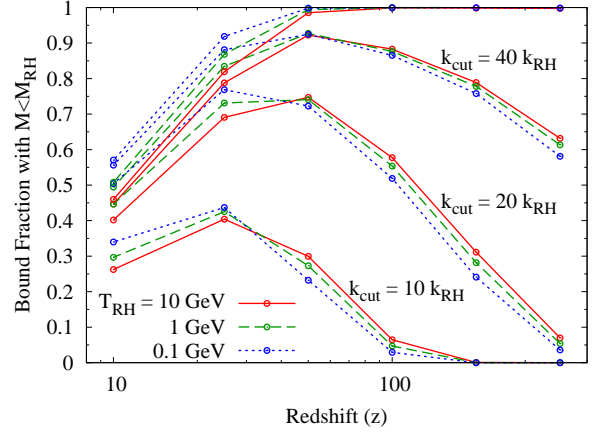 1
0.9
0.8
0.7
0.6
0.5
0.4
0.3
0.2
0.1
0
Bound Fraction with M<M_RH
k_cut = 40 k_RH
k_cut = 20 k_RH
k_cut = 10 k_RH
T_RH = 10 GeV
1 GeV
0.1 GeV
10
100
Redshift (z)